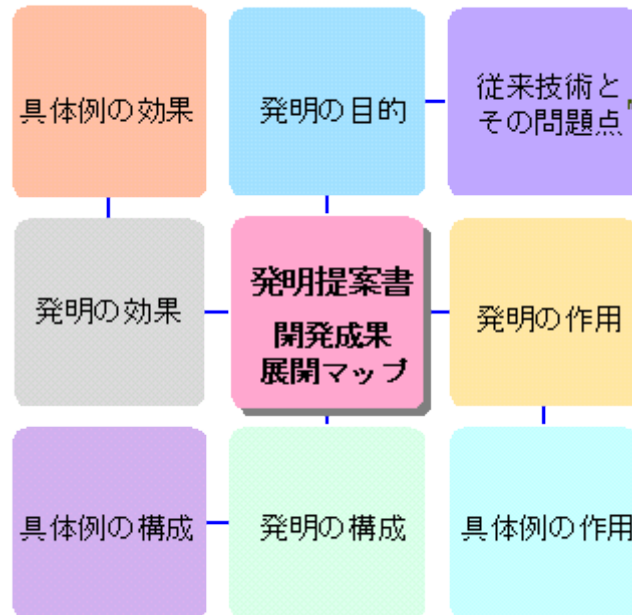 具体例の効果
発明の目的
従来技術と
その問題点
発明の効果
発明提案書
開発成果
展開マップ
発明の作用
具体例の構成
発明の構成
具体例の作用